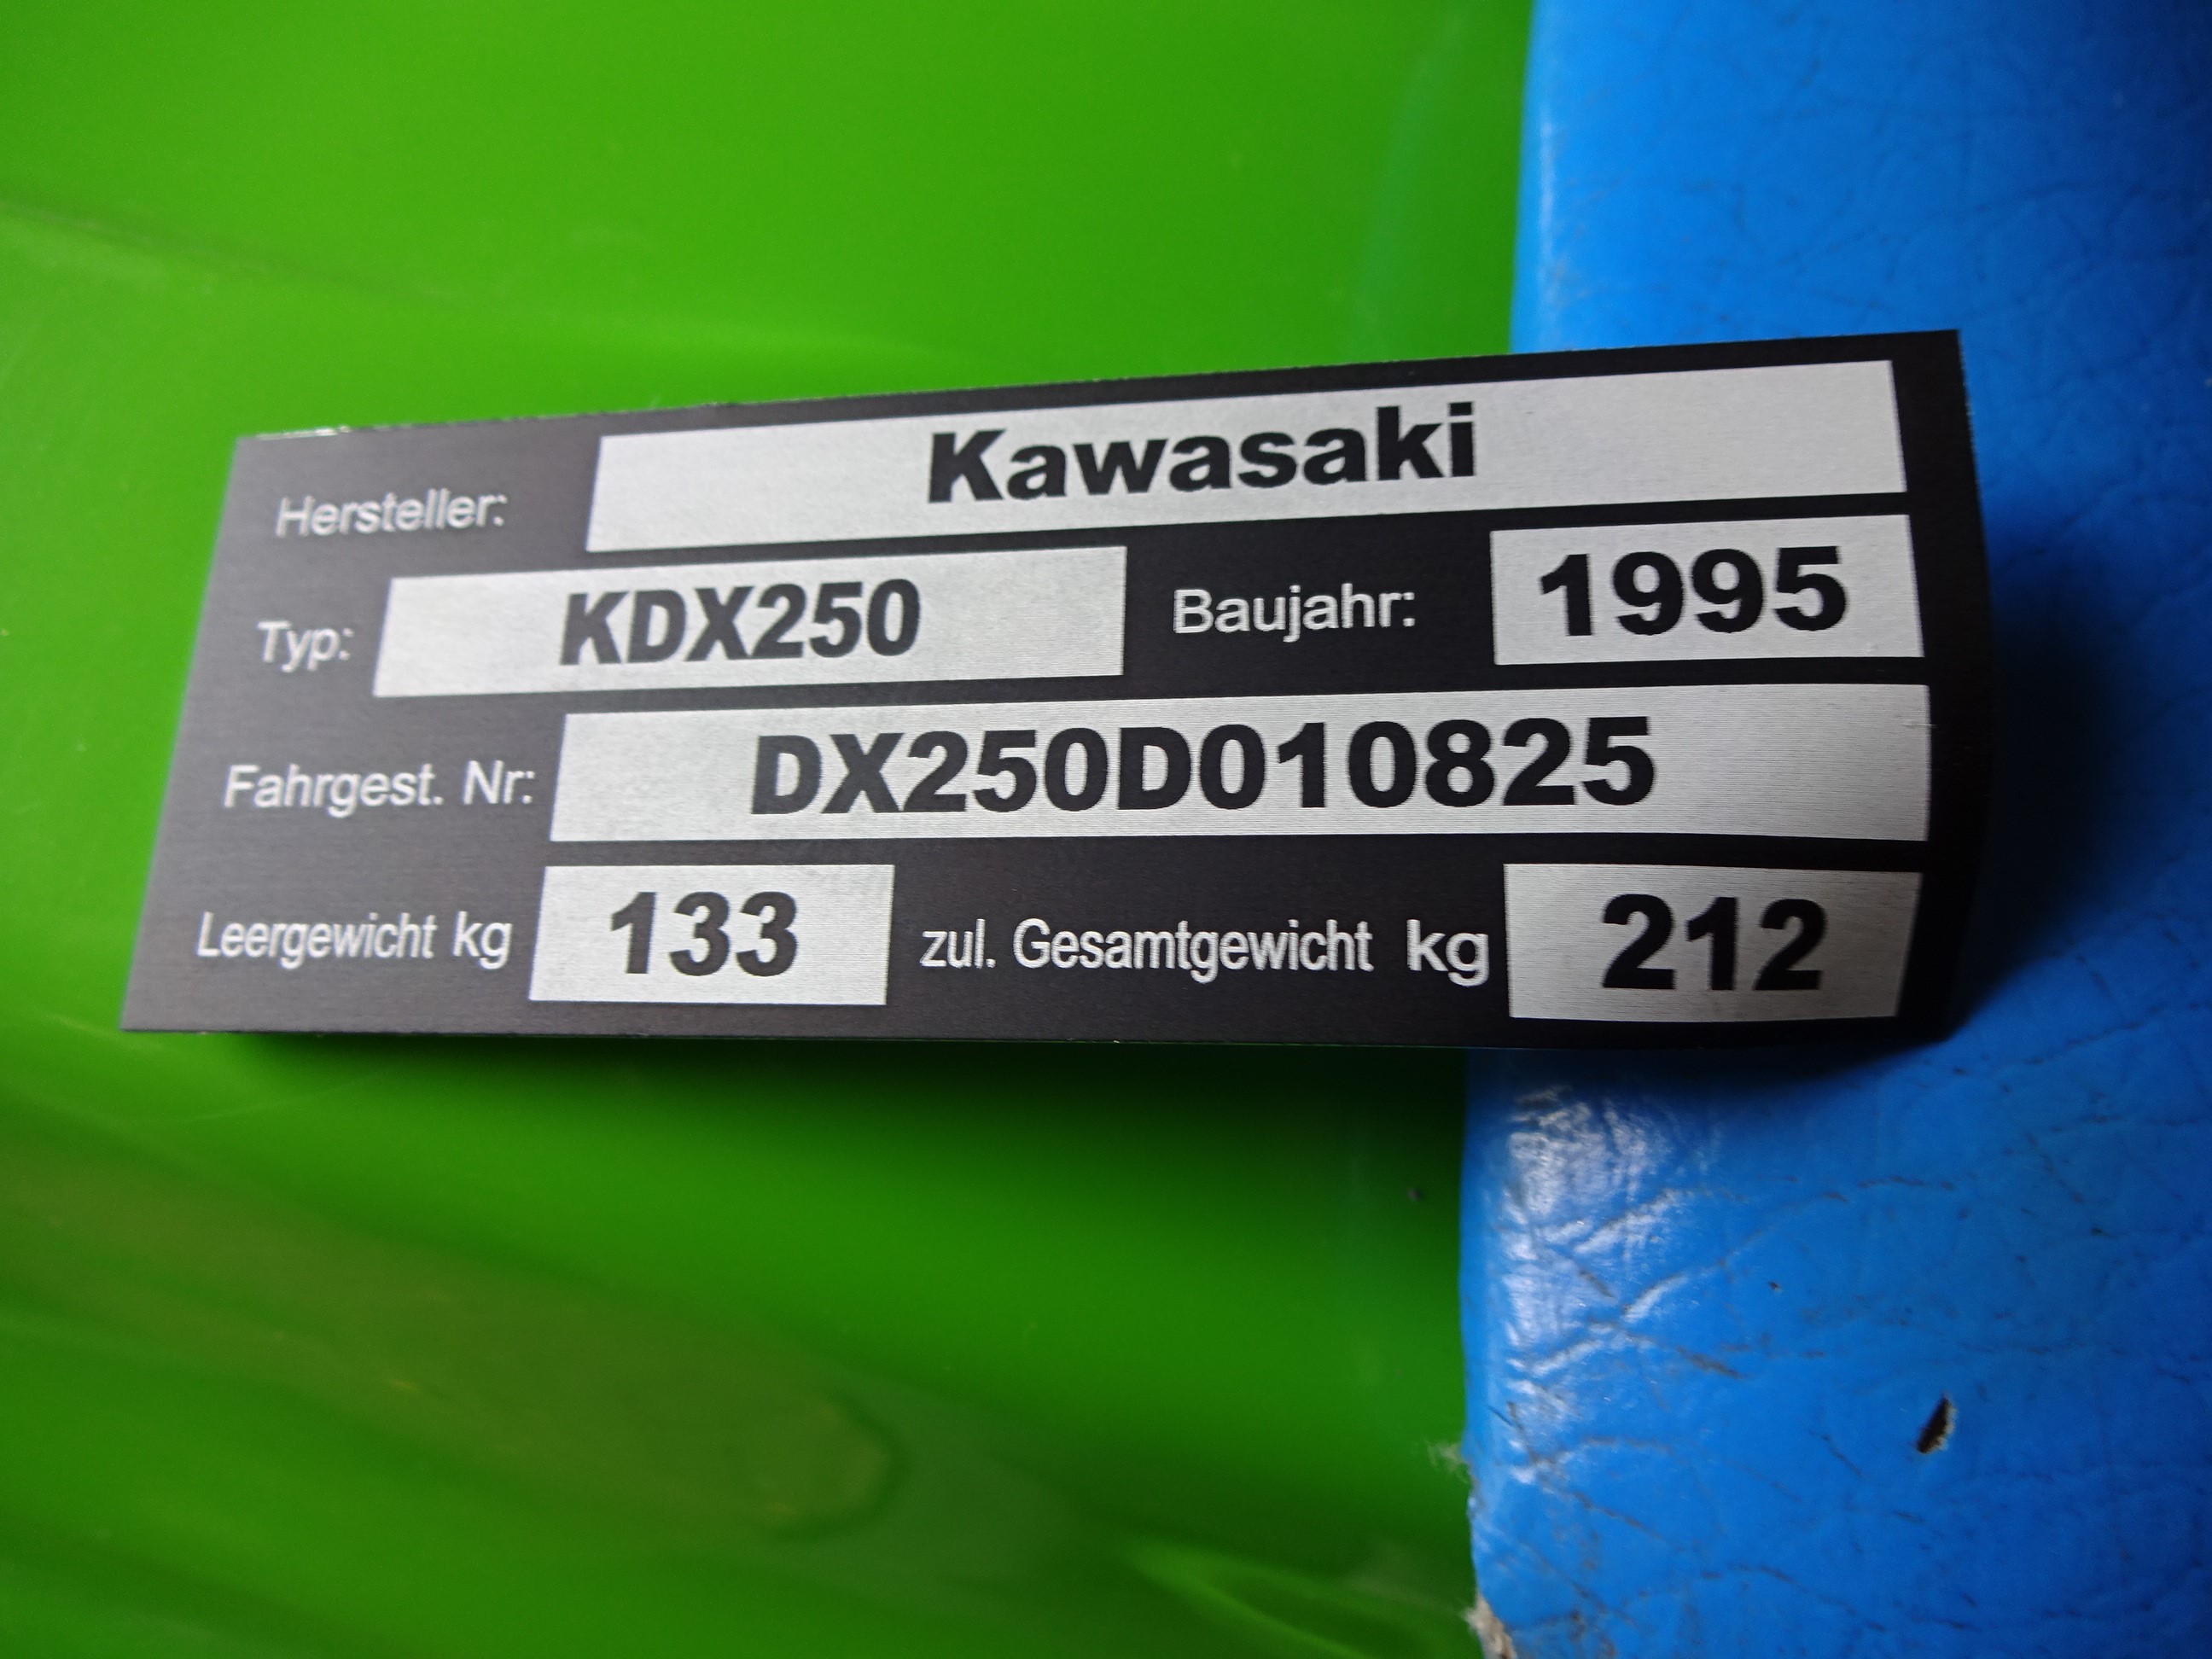 Hersteller: Kawasaki
Typ: KDX250 Baujahr: 1995
Fahrgest. Nr: DX250D010825
Leergewicht kg 133 zul. Gesamtgewicht kg 212